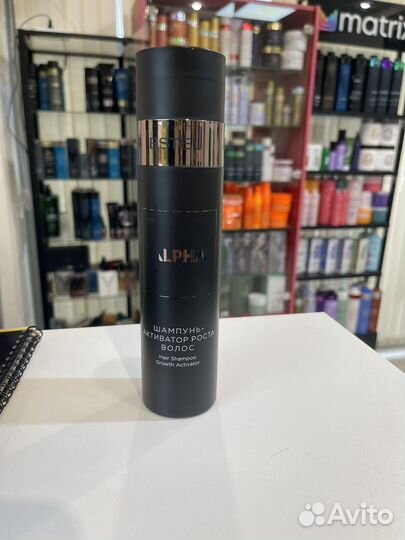 matrix
ESTEL
ALPHA
ШАМПУНЬ-
АКТИВАТОР РОСТА
ВОЛОС
Hair Shampoo
Growth Activator
Avito